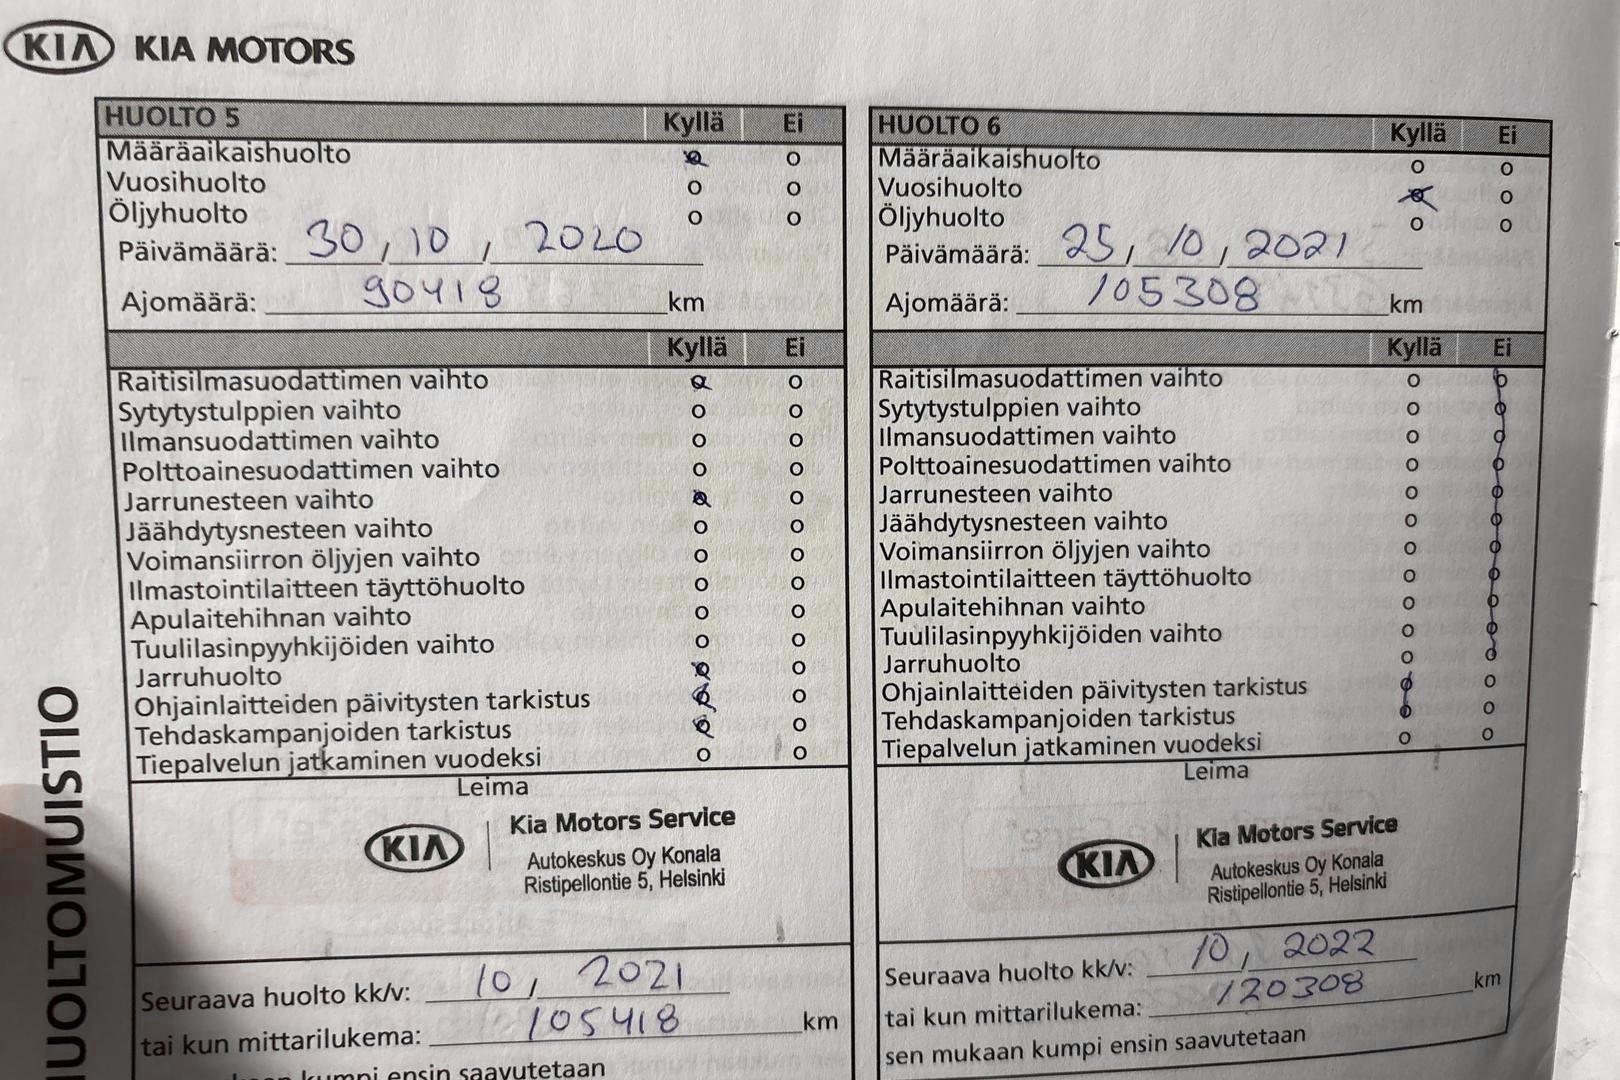 KIA KIA MOTORS
HUOLTO 5 Kyllä Ei
Määräaikaishuolto
Vuosihuolto
Öljyhuolto
Päivämäärä: 30, 10, 2020
Ajomäärä: 90418 km
Kyllä Ei
Raitisilmasuodattimen vaihto
Sytytystulppien vaihto
Ilmansuodattimen vaihto
Polttoainesuodattimen vaihto
Jarrunesteen vaihto
Jäähdytysnesteen vaihto
Voimansiirron öljyjen vaihto
Ilmastointilaitteen täyttöhuolto
Apulaitehihnan vaihto
Tuulilasinpyyhkijöiden vaihto
Jarruhuolto
Ohjainlaitteiden päivitysten tarkistus
Tehdaskampanjoiden tarkistus
Tiepalvelun jatkaminen vuodeksi
Leima
KIA Kia Motors Service
Autokeskus Oy Konala
Ristipellontie 5, Helsinki
Seuraava huolto kk/v: 10, 2021
tai kun mittarilukema: 105418 km
kumpi ensin saavutetaan
HUOLTO 6 Kyllä Ei
Määräaikaishuolto
Vuosihuolto
Öljyhuolto
Päivämäärä: 25, 10, 2021
Ajomäärä: 105308 km
Kyllä Ei
Raitisilmasuodattimen vaihto
Sytytystulppien vaihto
Ilmansuodattimen vaihto
Polttoainesuodattimen vaihto
Jarrunesteen vaihto
Jäähdytysnesteen vaihto
Voimansiirron öljyjen vaihto
Ilmastointilaitteen täyttöhuolto
Apulaitehihnan vaihto
Tuulilasinpyyhkijöiden vaihto
Jarruhuolto
Ohjainlaitteiden päivitysten tarkistus
Tehdaskampanjoiden tarkistus
Tiepalvelun jatkaminen vuodeksi
Leima
KIA Kia Motors Service
Autokeskus Oy Konala
Ristipellontie 5, Helsinki
Seuraava huolto kk/v: 10, 2022
tai kun mittarilukema: 120308 km
sen mukaan kumpi ensin saavutetaan
HUOLTOMUISTIO